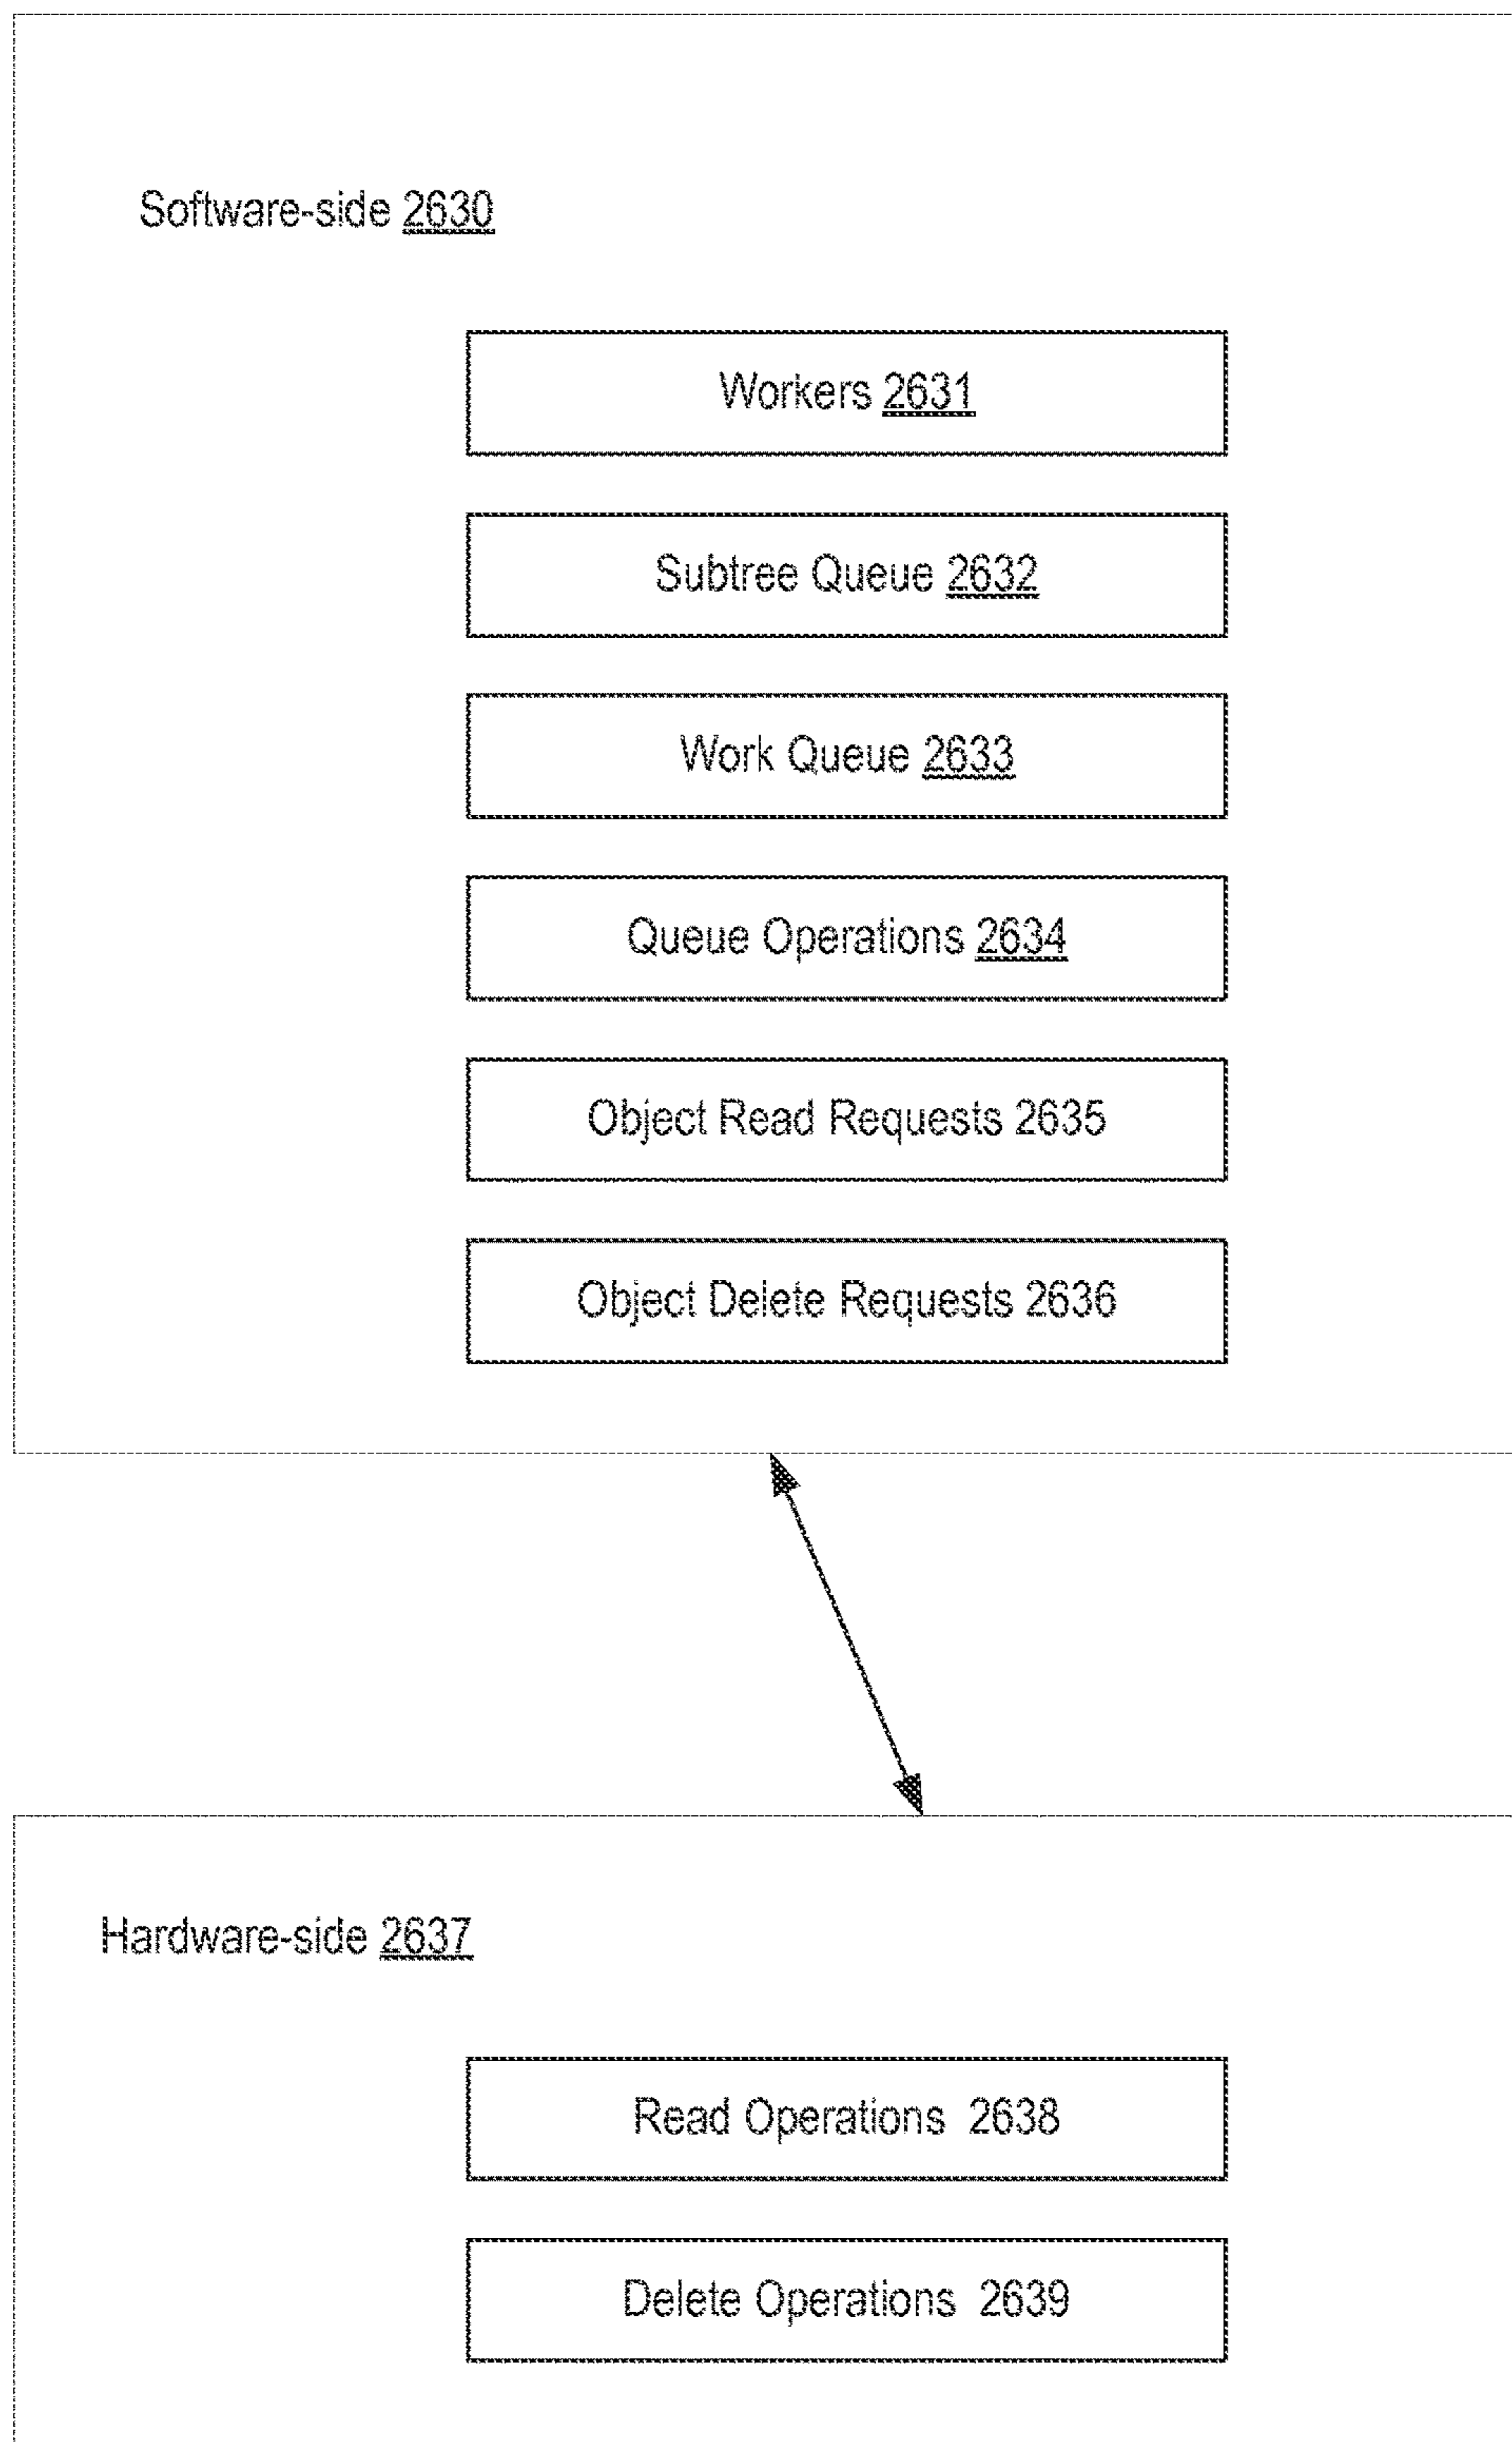 Software-side 2630
Workers 2631
Subtree Queue 2632
Work Queue 2633
Queue Operations 2634
Object Read Requests 2635
Object Delete Requests 2636
Hardware-side 2637
Read Operations 2638
Delete Operations 2639